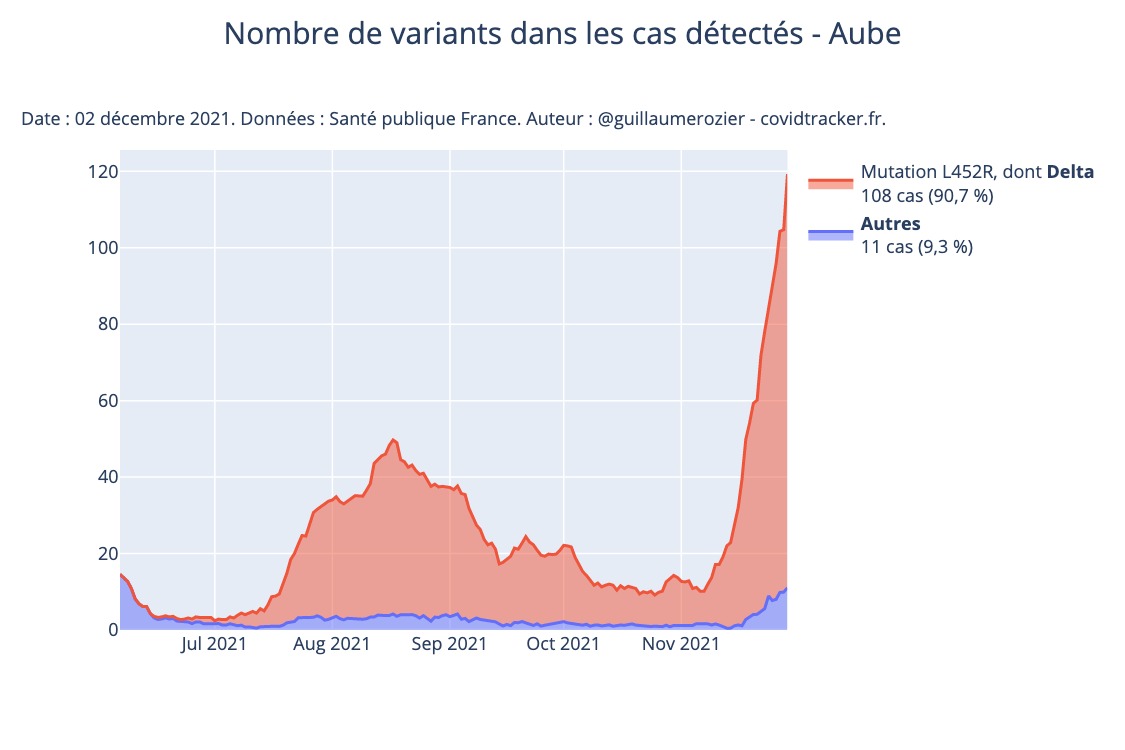 Nombre de variants dans les cas détectés - Aube
Date : 02 décembre 2021. Données : Santé publique France. Auteur : @guillaumerozier - covidtracker.fr.
120
100
80
60
40
20
0
Jul 2021
Aug 2021
Sep 2021
Oct 2021
Nov 2021
Mutation L452R, dont Delta
108 cas (90,7 %)
Autres
11 cas (9,3 %)